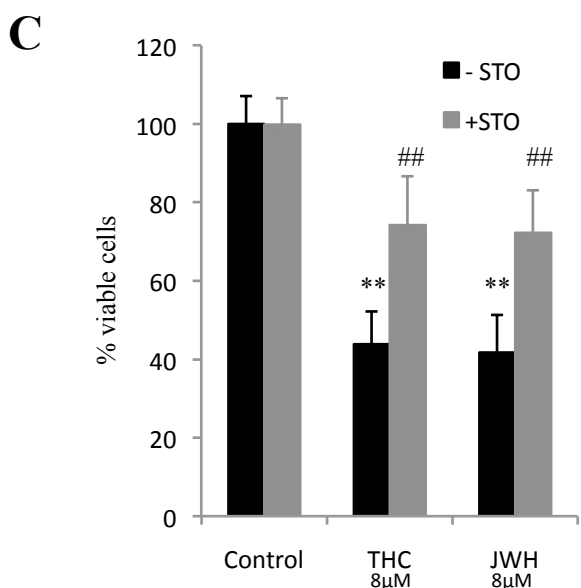 C
120
100
80
60
40
20
0
% viable cells
- STO
+STO
##
##
**
**
Control
THC
8µM
JWH
8µM